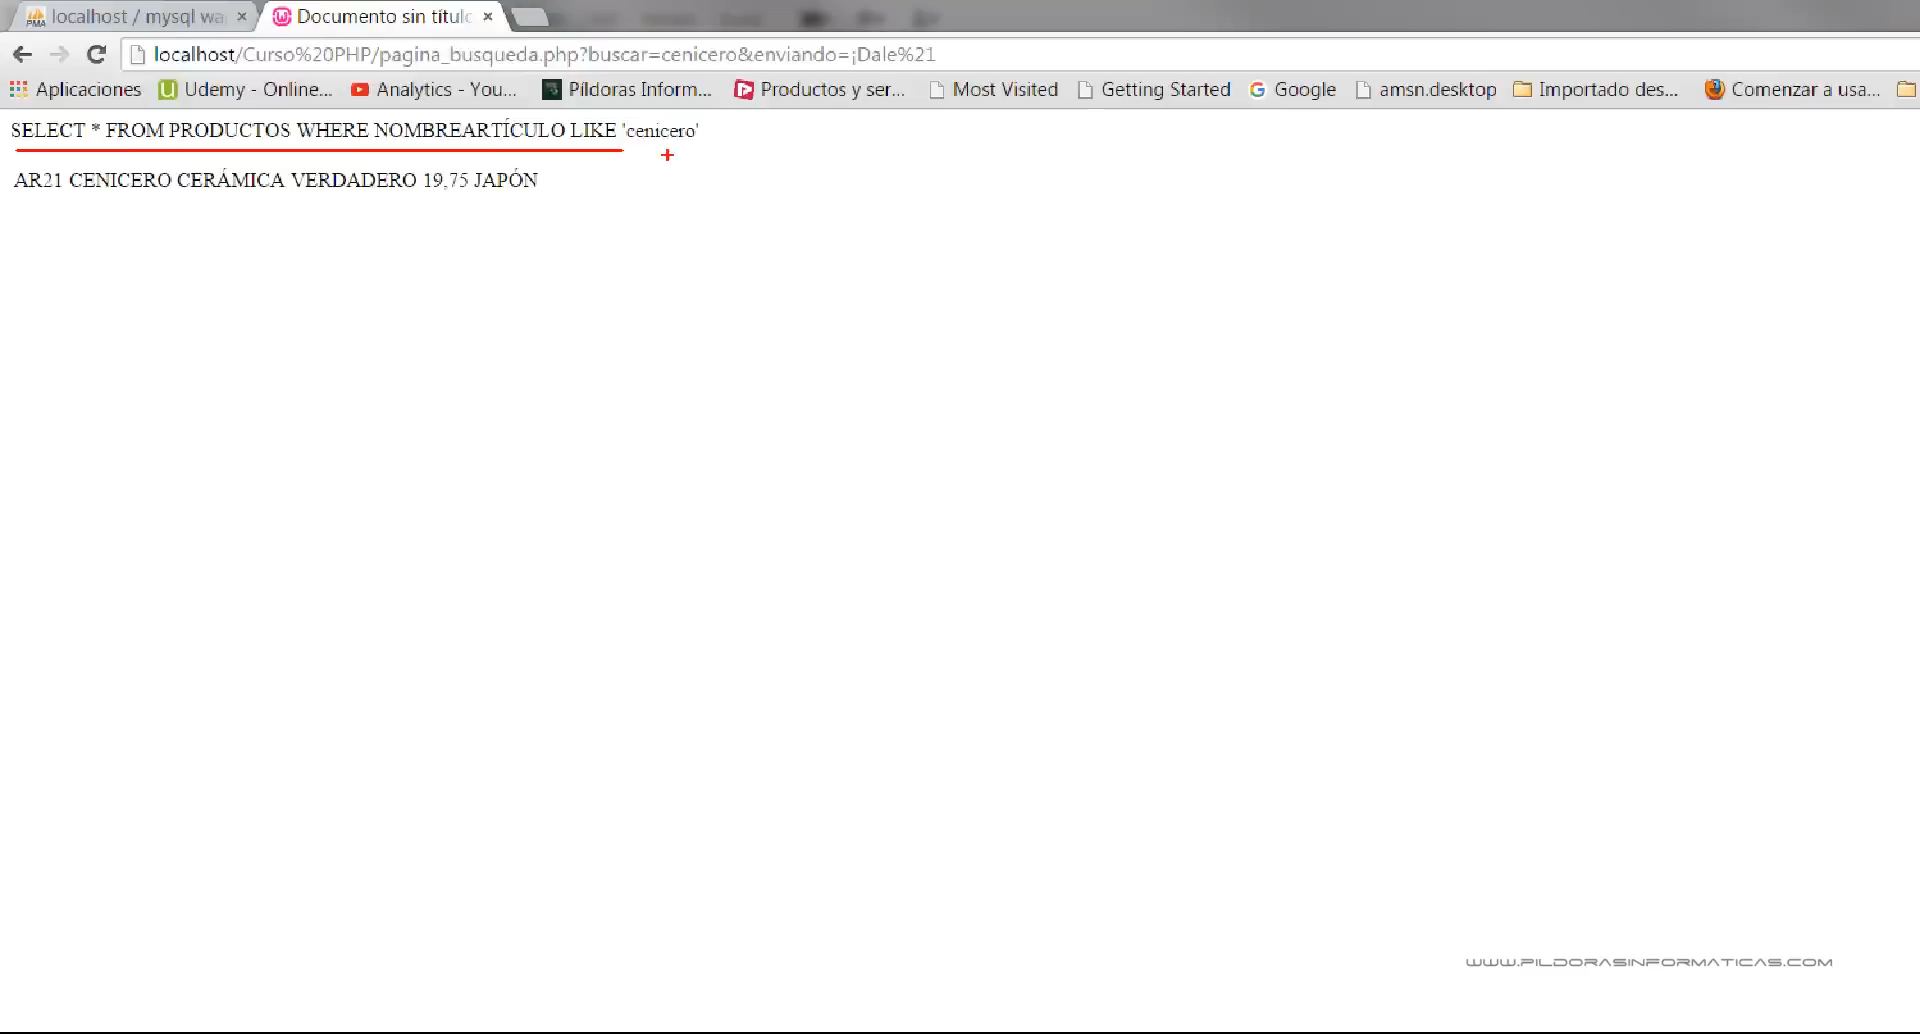 localhost / mysql wa
Documento sin título
localhost/Curso%20PHP/pagina_busqueda.php?buscar=cenicero&enviando=¡Dale%21
Aplicaciones Udemy - Online... Analytics - You... Píldoras Inform... Productos y ser... Most Visited Getting Started Google amsn.desktop Importado des... Comenzar a usa...
SELECT * FROM PRODUCTOS WHERE NOMBREARTÍCULO LIKE 'cenicero'
AR21 CENICERO CERÁMICA VERDADERO 19,75 JAPÓN
WWW.PILDORASINFORMATICAS.COM